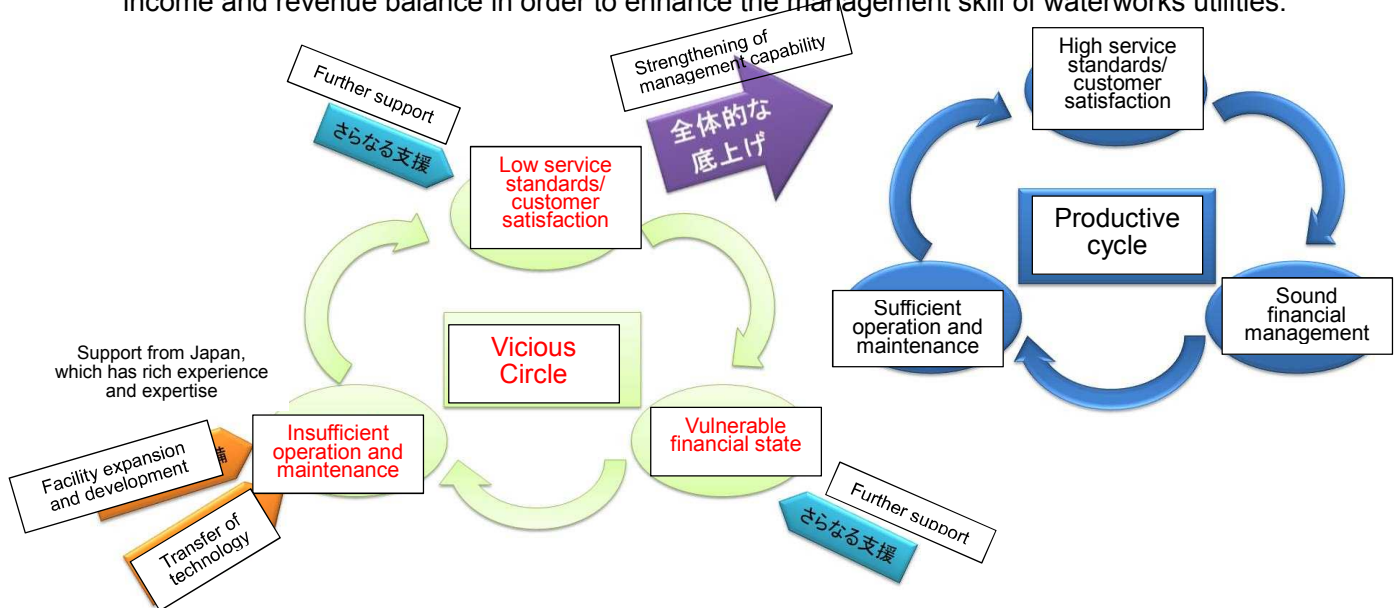 income and revenue balance in order to enhance the management skill of waterworks utilities.
Further support
さらなる支援
Strengthening of
management capability
全体的な
底上げ
High service
standards/
customer
satisfaction
Low service
standards/
customer
satisfaction
Productive
cycle
Sufficient
operation and
maintenance
Sound
financial
management
Vicious
Circle
Support from Japan,
which has rich experience
and expertise
Insufficient
operation and
maintenance
Vulnerable
financial state
Facility expansion
and development
備
Transfer of
technology
Further support
さらなる支援